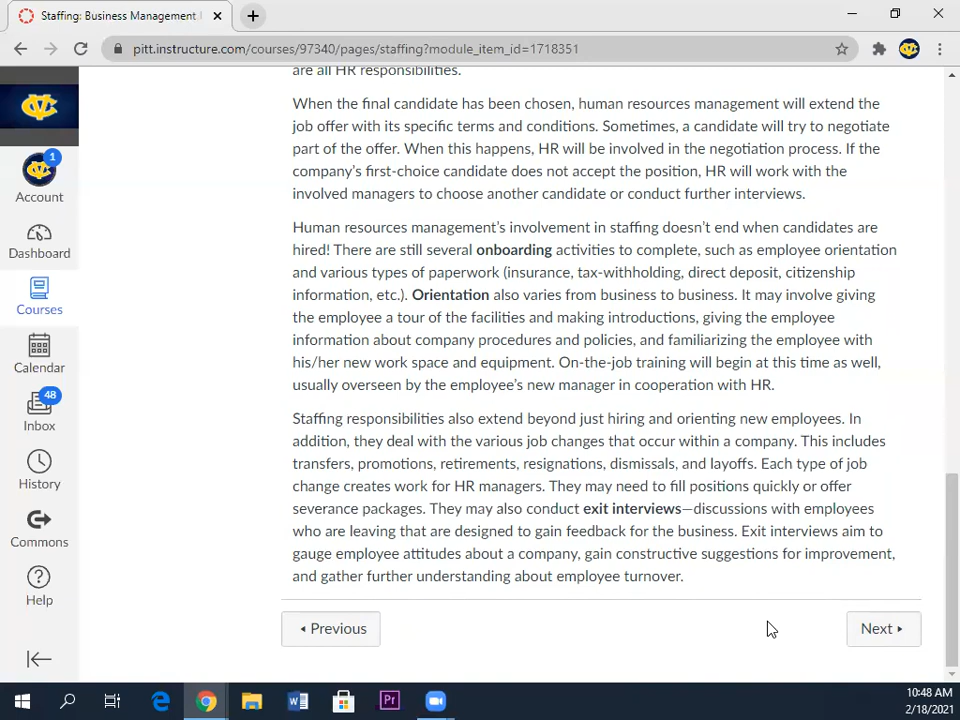 Staffing: Business Management
pitt.instructure.com/courses/97340/pages/staffing?module_item_id=1718351
1
Account
Dashboard
Courses
Calendar
48
Inbox
History
Commons
Help
are all HR responsibilities.
When the final candidate has been chosen, human resources management will extend the
job offer with its specific terms and conditions. Sometimes, a candidate will try to negotiate
part of the offer. When this happens, HR will be involved in the negotiation process. If the
company's first-choice candidate does not accept the position, HR will work with the
involved managers to choose another candidate or conduct further interviews.
Human resources management's involvement in staffing doesn't end when candidates are
hired! There are still several onboarding activities to complete, such as employee orientation
and various types of paperwork (insurance, tax-withholding, direct deposit, citizenship
information, etc.). Orientation also varies from business to business. It may involve giving
the employee a tour of the facilities and making introductions, giving the employee
information about company procedures and policies, and familiarizing the employee with
his/her new work space and equipment. On-the-job training will begin at this time as well,
usually overseen by the employee's new manager in cooperation with HR.
Staffing responsibilities also extend beyond just hiring and orienting new employees. In
addition, they deal with the various job changes that occur within a company. This includes
transfers, promotions, retirements, resignations, dismissals, and layoffs. Each type of job
change creates work for HR managers. They may need to fill positions quickly or offer
severance packages. They may also conduct exit interviews—discussions with employees
who are leaving that are designed to gain feedback for the business. Exit interviews aim to
gauge employee attitudes about a company, gain constructive suggestions for improvement,
and gather further understanding about employee turnover.
Previous
Next
Pr
10:48 AM
2/18/2021